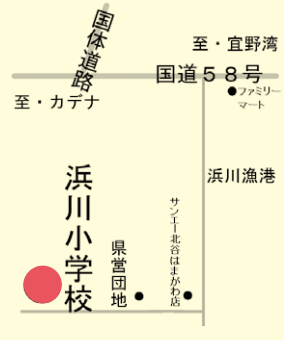 国体道路
至・宜野湾
国道５８号
●ファミリー
マート
至・カデナ
浜川漁港
浜川小学校
県営団地
サンエー北谷はまがわ店